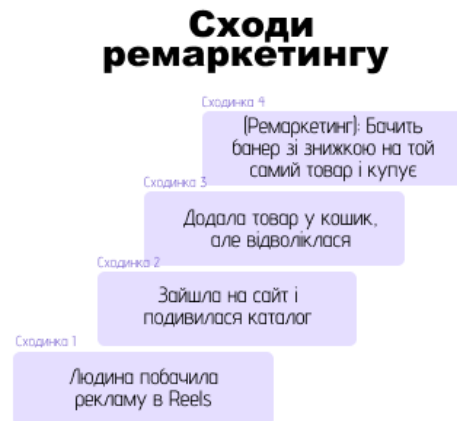 Сходи
ремаркетингу
Сходинка 4
(Ремаркетинг): Бачить
банер зі знижкою на той
самий товар і купує
Сходинка 3
Додала товар у кошик,
але відволіклася
Сходинка 2
Зайшла на сайт і
подивилася каталог
Сходинка 1
Людина побачила
рекламу в Reels